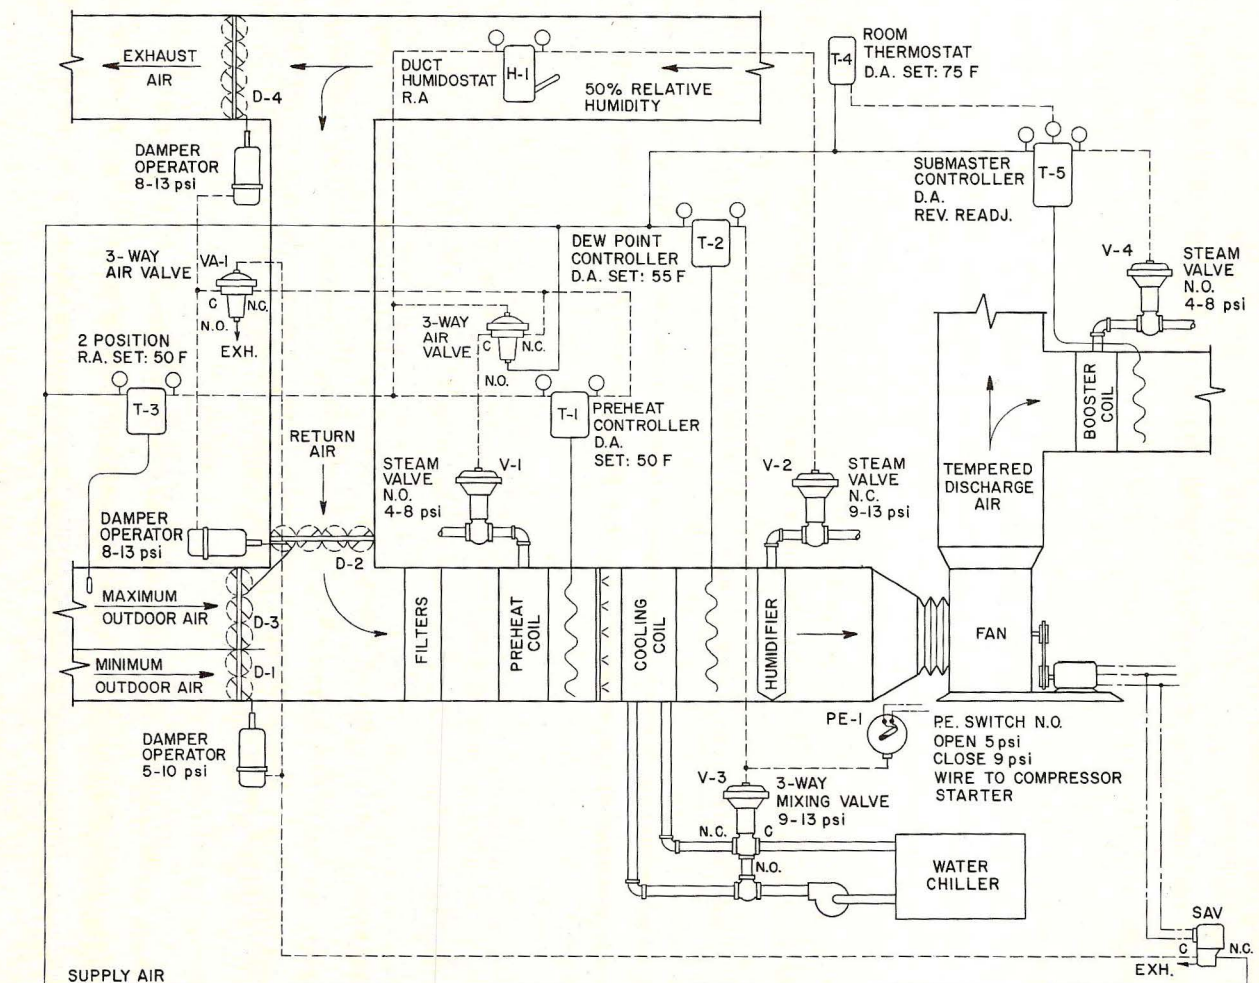 EXHAUST
AIR
D-4
DUCT
HUMIDOSTAT
R.A
H-1
50% RELATIVE
HUMIDITY
T-4
ROOM
THERMOSTAT
D.A. SET: 75 F
DAMPER
OPERATOR
8-13 psi
SUBMASTER
CONTROLLER
D.A.
REV. READJ.
T-5
3-WAY
AIR VALVE
VA-1
C
N.C.
N.O.
EXH.
DEW POINT
CONTROLLER
D.A. SET: 55 F
T-2
V-4
STEAM
VALVE
N.O.
4-8 psi
3-WAY
AIR
VALVE
C
N.C.
N.O.
2 POSITION
R.A. SET: 50 F
T-3
T-1
PREHEAT
CONTROLLER
D.A.
SET: 50 F
BOOSTER
COIL
RETURN
AIR
STEAM
VALVE
N.O.
4-8 psi
V-1
V-2
STEAM
VALVE
N.C.
9-13 psi
TEMPERED
DISCHARGE
AIR
DAMPER
OPERATOR
8-13 psi
D-2
MAXIMUM
OUTDOOR AIR
D-3
MINIMUM
OUTDOOR AIR
D-1
FILTERS
PREHEAT
COIL
COOLING
COIL
HUMIDIFIER
FAN
DAMPER
OPERATOR
5-10 psi
PE-1
P.E. SWITCH N.O.
OPEN 5 psi
CLOSE 9 psi
WIRE TO COMPRESSOR
STARTER
V-3
3-WAY
MIXING VALVE
9-13 psi
N.C.
C
N.O.
WATER
CHILLER
SAV
C
N.C.
EXH.
SUPPLY AIR